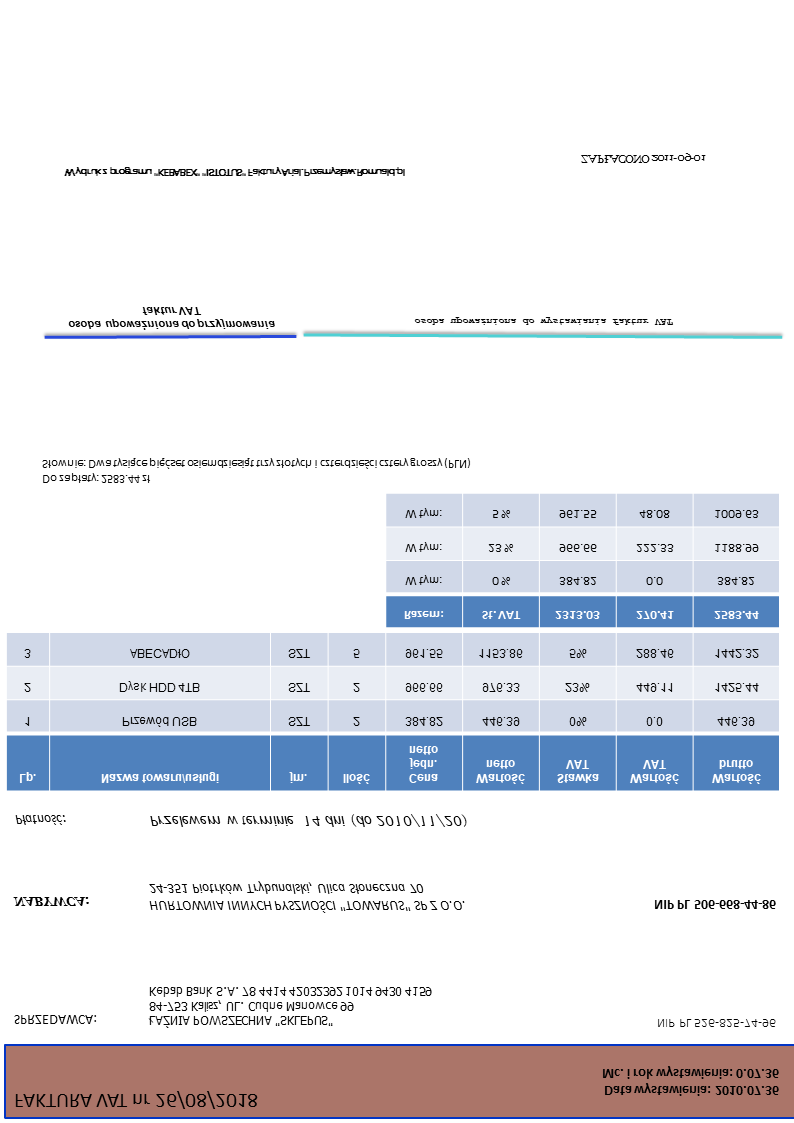 FAKTURA VAT nr 26/08/2018
Data wystawienia: 2010.07.36
Mc. i rok wystawienia: 0.07.36
SPRZEDAWCA:
ŁAŹNIA POWSZECHNA "SKLEPUS"
84-753 Kalisz, UL. Cudne Manowce 99
Kebab Bank S.A. 78 4414 42032392 1014 9430 4159
NIP PL 526-825-74-96
NABYWCA:
HURTOWNIA INNYCH PYSZNOŚCI "TOWARUS" SP Z O.O.
24-351 Piotrków Trybunalski, Ulica Słoneczna 70
NIP PL 506-668-44-86
Płatność:
Przelewem w terminie 14 dni (do 2010/11/20)
Lp. Nazwa towaru/usługi jm. Ilość Cena jedn. netto Wartość netto Stawka VAT Wartość VAT Wartość brutto
1 Przewód USB SZT 2 384.82 446.39 0% 0.0 446.39
2 Dysk HDD 4TB SZT 2 966.66 976.33 23% 449.11 1425.44
3 ABECADŁO SZT 5 961.55 1153.86 5% 288.46 1442.32
Razem: St. VAT 2313.03 270.41 2583.44
W tym: 0 % 384.82 0.0 384.82
W tym: 23 % 966.66 222.33 1188.99
W tym: 5 % 961.55 48.08 1009.63
Do zapłaty: 2583.44 zł
Słownie: Dwa tysiące pięćset osiemdziesiąt trzy złotych i czterdzieści cztery groszy (PLN)
osoba upoważniona do przyjmowania
faktur VAT
osoba upoważniona do wystawiania faktur VAT
Wydruk z programu "KEBABEX" "ISTOTUS" Faktury Arial. Przemysław.Romuald.pl
ZAPŁACONO 2011-09-01